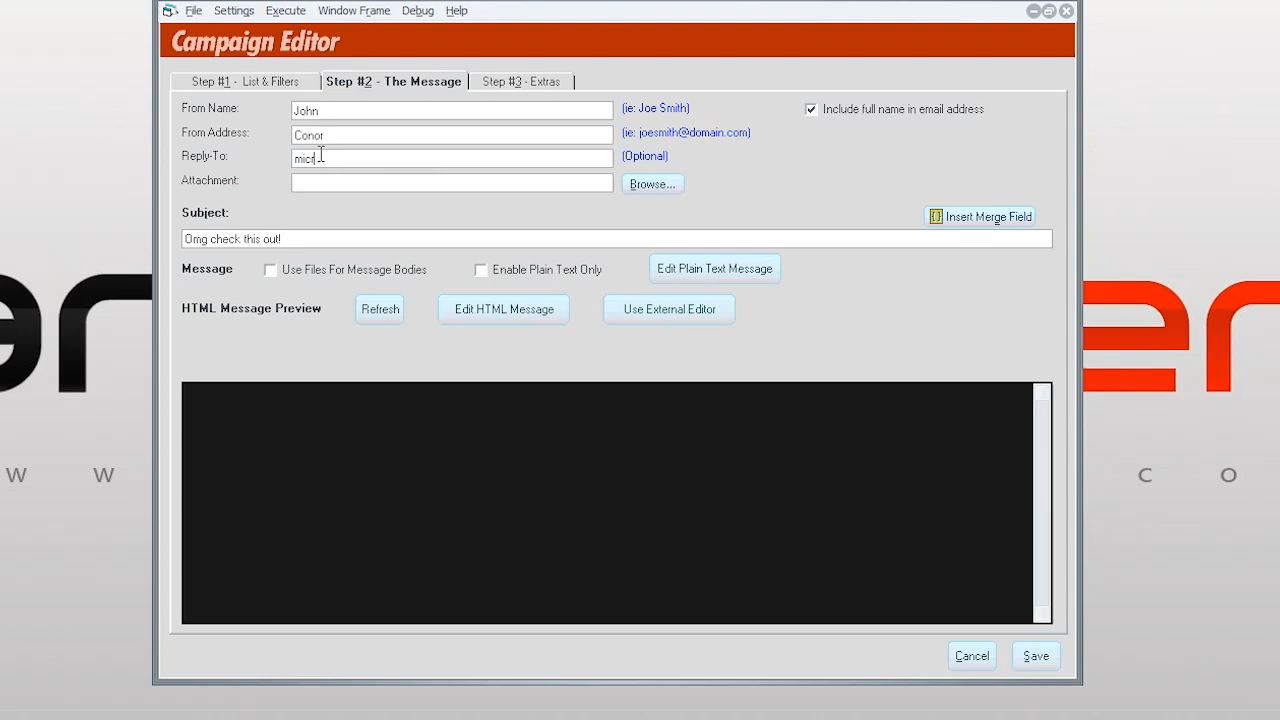 File Settings Execute Window Frame Debug Help
Campaign Editor
Step #1 - List & Filters Step #2 - The Message Step #3 - Extras
From Name: John (ie: Joe Smith) Include full name in email address
From Address: Conor (ie: joesmith@domain.com)
Reply-To: micr (Optional)
Attachment: Browse...
Subject: Insert Merge Field
Omg check this out!
Message Use Files For Message Bodies Enable Plain Text Only Edit Plain Text Message
HTML Message Preview Refresh Edit HTML Message Use External Editor
W W C O
Cancel Save